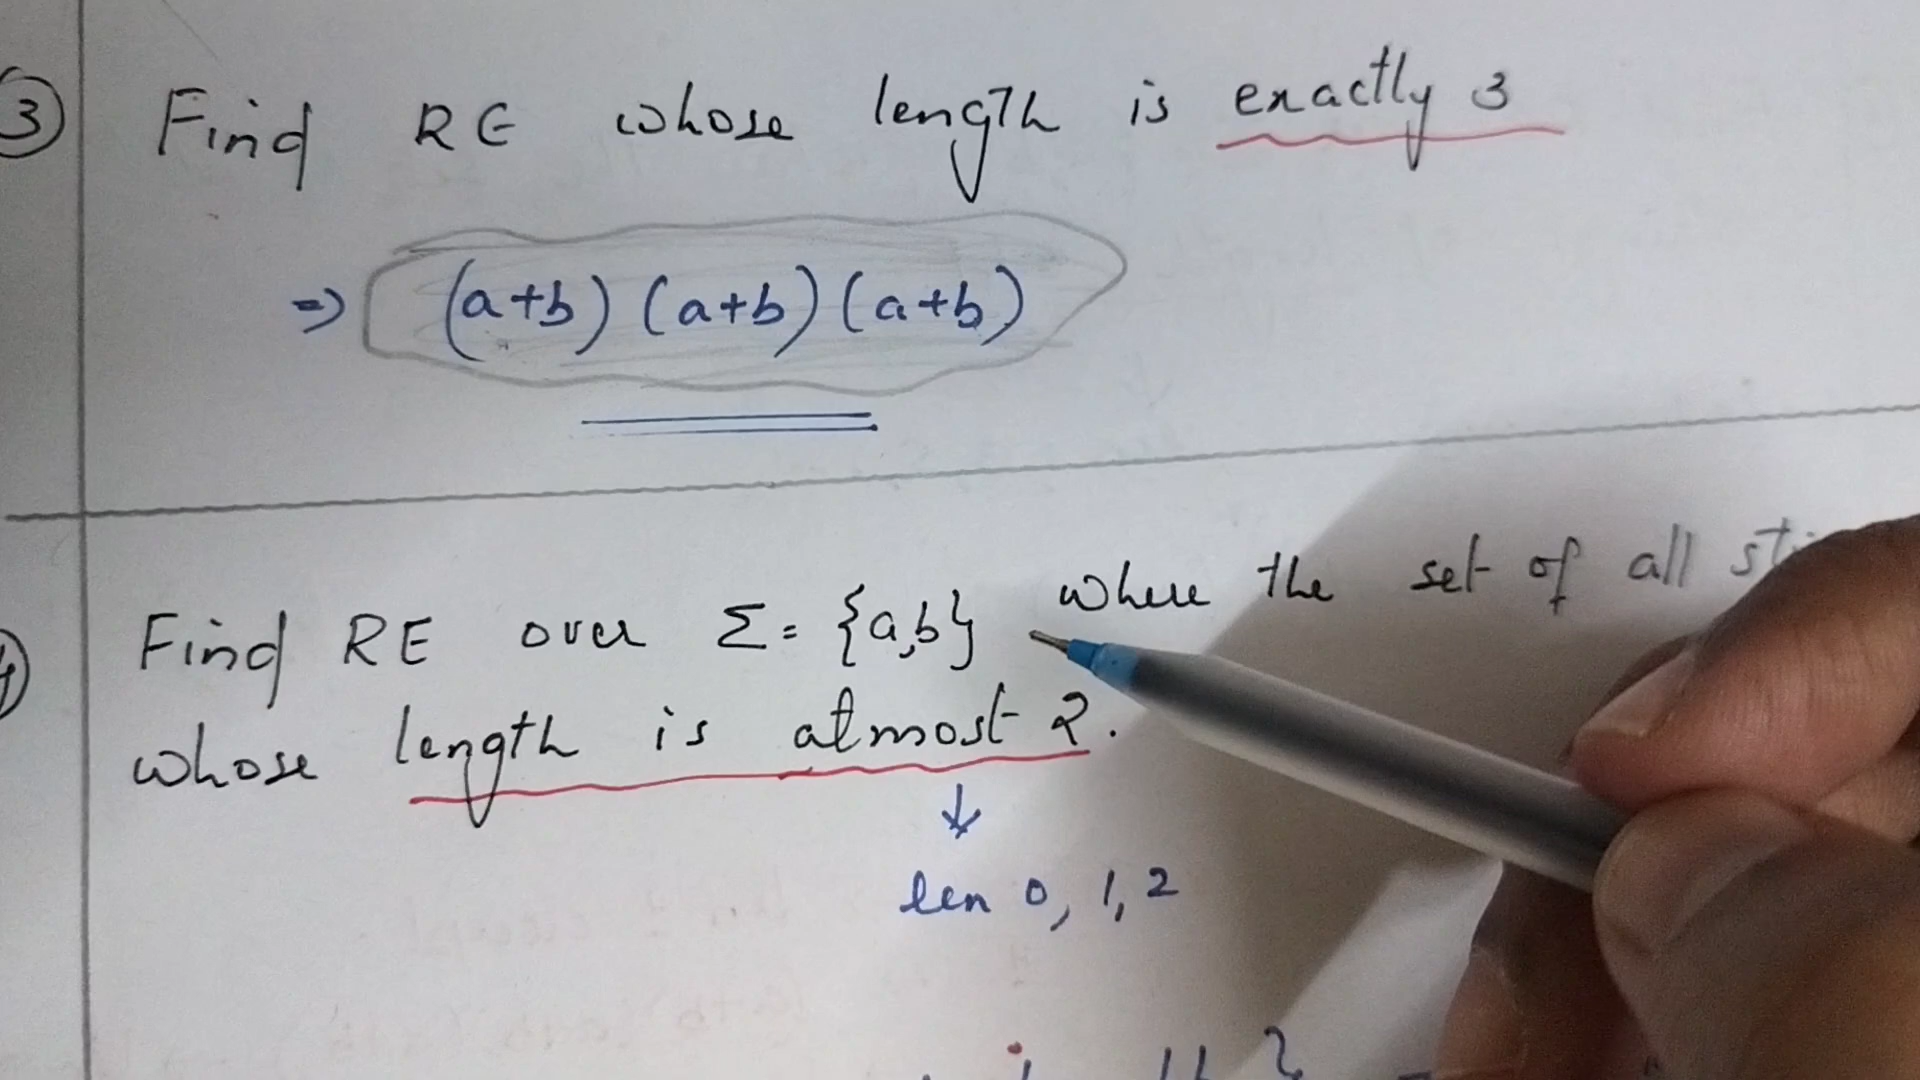 ③ Find RE whose length is exactly 3
⇒ (a+b) (a+b) (a+b)
Find RE over Σ = {a,b} where the set of all
whose length is atmost 2.
↓
len 0, 1, 2